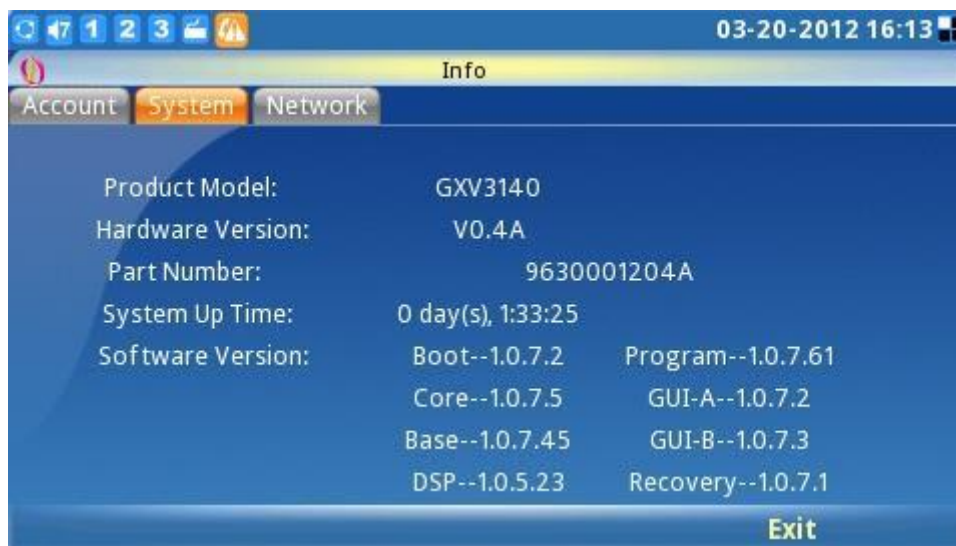 7 1 2 3 03-20-2012 16:13
Info
Account System Network
Product Model: GXV3140
Hardware Version: V0.4A
Part Number: 9630001204A
System Up Time: 0 day(s), 1:33:25
Software Version: Boot--1.0.7.2 Program--1.0.7.61
Core--1.0.7.5 GUI-A--1.0.7.2
Base--1.0.7.45 GUI-B--1.0.7.3
DSP--1.0.5.23 Recovery--1.0.7.1
Exit